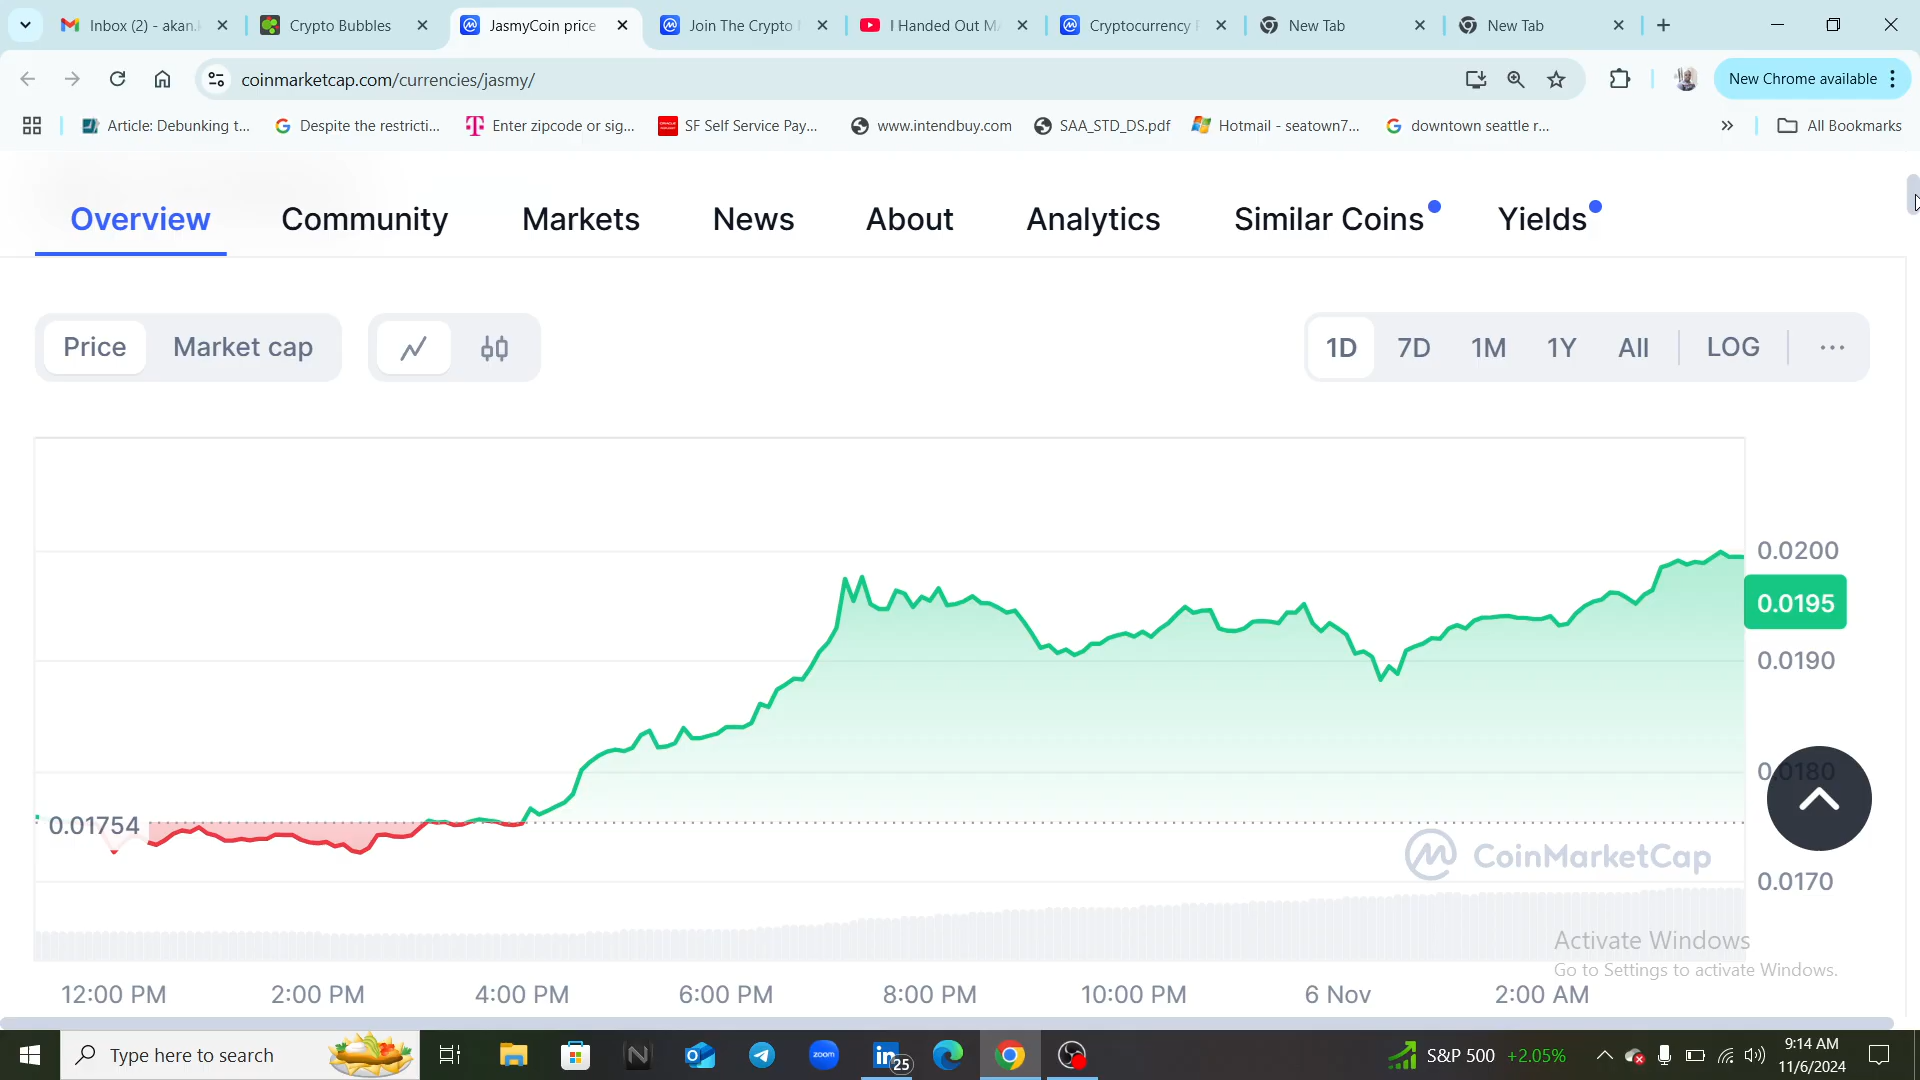 Inbox (2) - akan.k
Crypto Bubbles
JasmyCoin price
Join The Crypto
I Handed Out
Cryptocurrency
New Tab
New Tab
coinmarketcap.com/currencies/jasmy/
New Chrome available
Article: Debunking t...
Despite the restricti...
Enter zipcode or sig...
SF Self Service Pay...
www.intendbuy.com
SAA_STD_DS.pdf
Hotmail - seatown7...
downtown seattle r...
»
All Bookmarks
Overview
Community
Markets
News
About
Analytics
Similar Coins
Yields
Price
Market cap
1D
7D
1M
1Y
All
LOG
...
0.0200
0.0195
0.0190
0.0180
0.01754
CoinMarketCap
0.0170
Activate Windows
Go to Settings to activate Windows.
12:00 PM
2:00 PM
4:00 PM
6:00 PM
8:00 PM
10:00 PM
6 Nov
2:00 AM
Type here to search
zoom
in
25
S&P 500 +2.05%
9:14 AM
11/6/2024